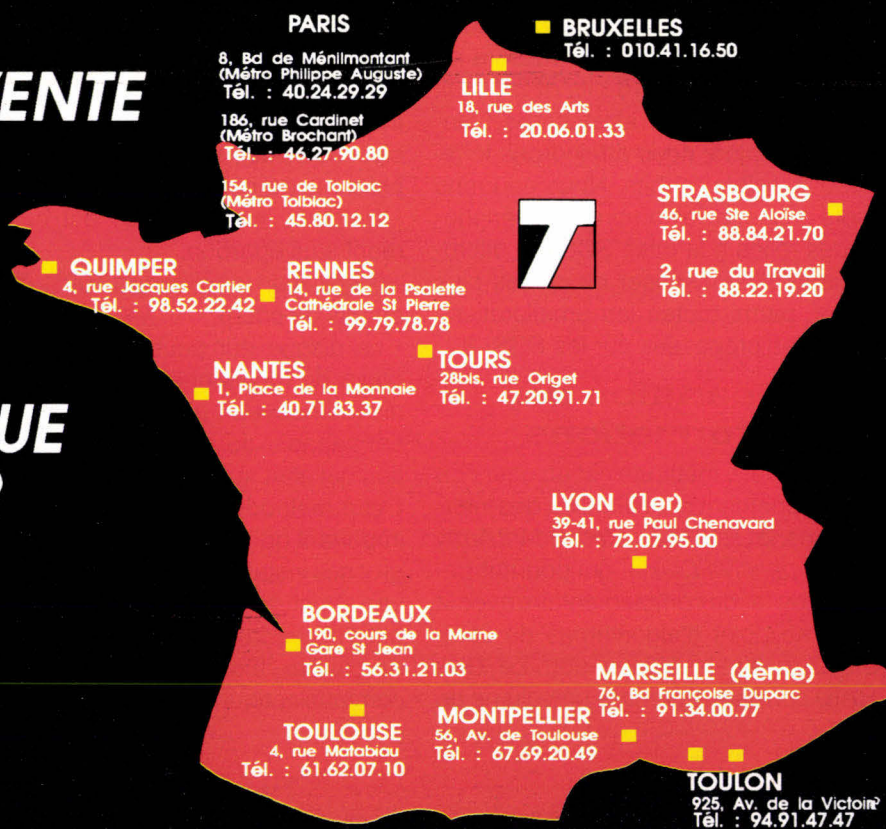 VENTE
UE
PARIS
8, Bd de Ménilmontant
(Métro Philippe Auguste)
Tél. : 40.24.29.29
186, rue Cardinet
(Métro Brochant)
Tél. : 46.27.90.80
154, rue de Tolbiac
(Métro Tolbiac)
Tél. : 45.80.12.12
BRUXELLES
Tél. : 010.41.16.50
LILLE
18, rue des Arts
Tél. : 20.06.01.33
T
STRASBOURG
46, rue Ste Aloïse
Tél. : 88.84.21.70
2, rue du Travail
Tél. : 88.22.19.20
QUIMPER
4, rue Jacques Cartier
Tél. : 98.52.22.42
RENNES
14, rue de la Psalette
Cathédrale St Pierre
Tél. : 99.79.78.78
NANTES
1, Place de la Monnaie
Tél. : 40.71.83.37
TOURS
28bis, rue Origet
Tél. : 47.20.91.71
LYON (1er)
39-41, rue Paul Chenavard
Tél. : 72.07.95.00
BORDEAUX
190, cours de la Marne
Gare St Jean
Tél. : 56.31.21.03
TOULOUSE
4, rue Matabiau
Tél. : 61.62.07.10
MONTPELLIER
56, Av. de Toulouse
Tél. : 67.69.20.49
MARSEILLE (4ème)
76, Bd Françoise Duparc
Tél. : 91.34.00.77
TOULON
925, Av. de la Victoire
Tél. : 94.91.47.47